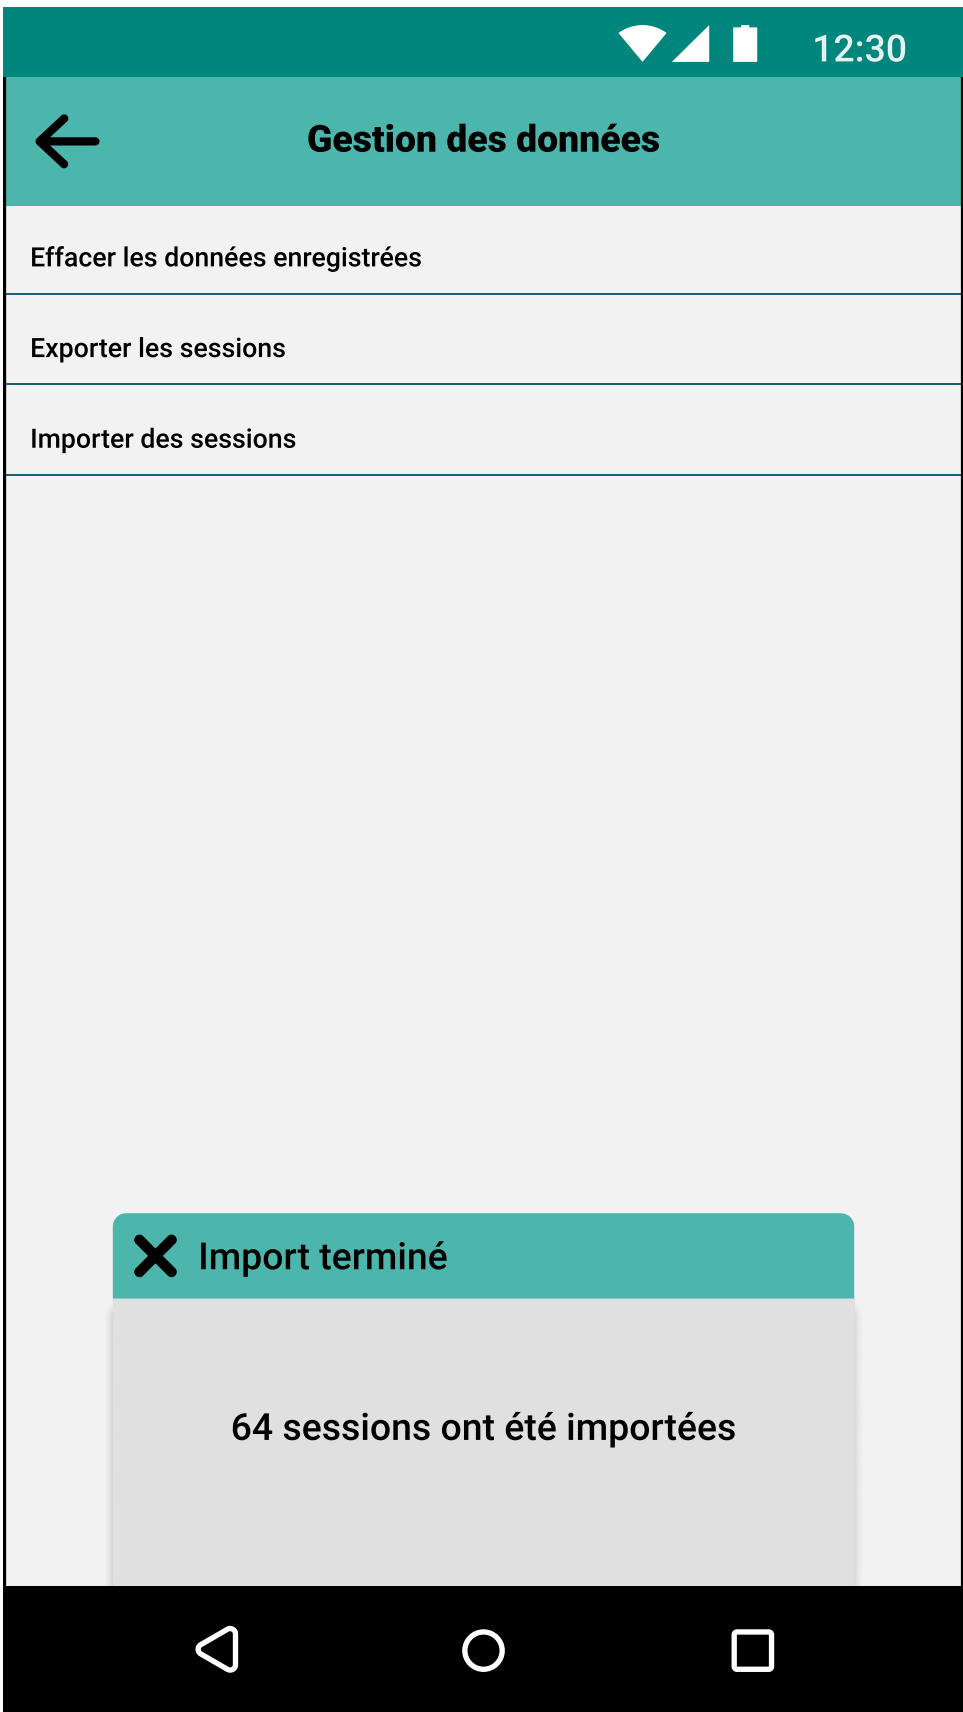 12:30
Gestion des données
Effacer les données enregistrées
Exporter les sessions
Importer des sessions
Import terminé
64 sessions ont été importées